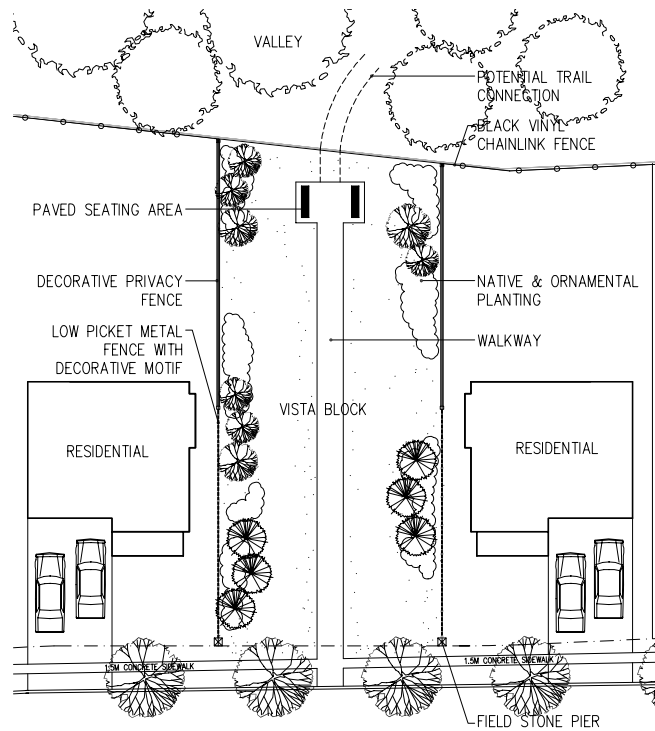 VALLEY
POTENTIAL TRAIL
CONNECTION
BLACK VINYL
CHAINLINK FENCE
PAVED SEATING AREA
DECORATIVE PRIVACY
FENCE
NATIVE & ORNAMENTAL
PLANTING
LOW PICKET METAL
FENCE WITH
DECORATIVE MOTIF
WALKWAY
VISTA BLOCK
RESIDENTIAL
RESIDENTIAL
1.5M CONCRETE SIDEWALK
1.5M CONCRETE SIDEWALK
FIELD STONE PIER